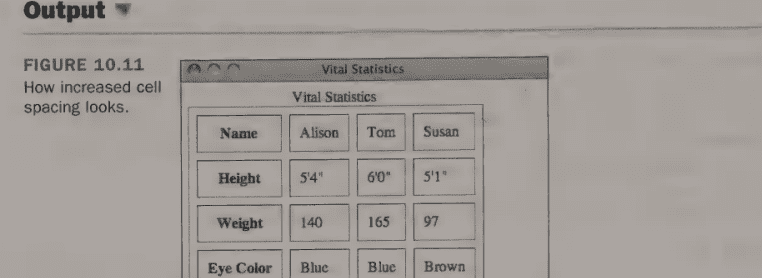 Output
FIGURE 10.11
How increased cell
spacing looks.
Vital Statistics
Vital Statistics
Name Alison Tom Susan
Height 5'4" 6'0" 5'1"
Weight 140 165 97
Eye Color Blue Blue Brown